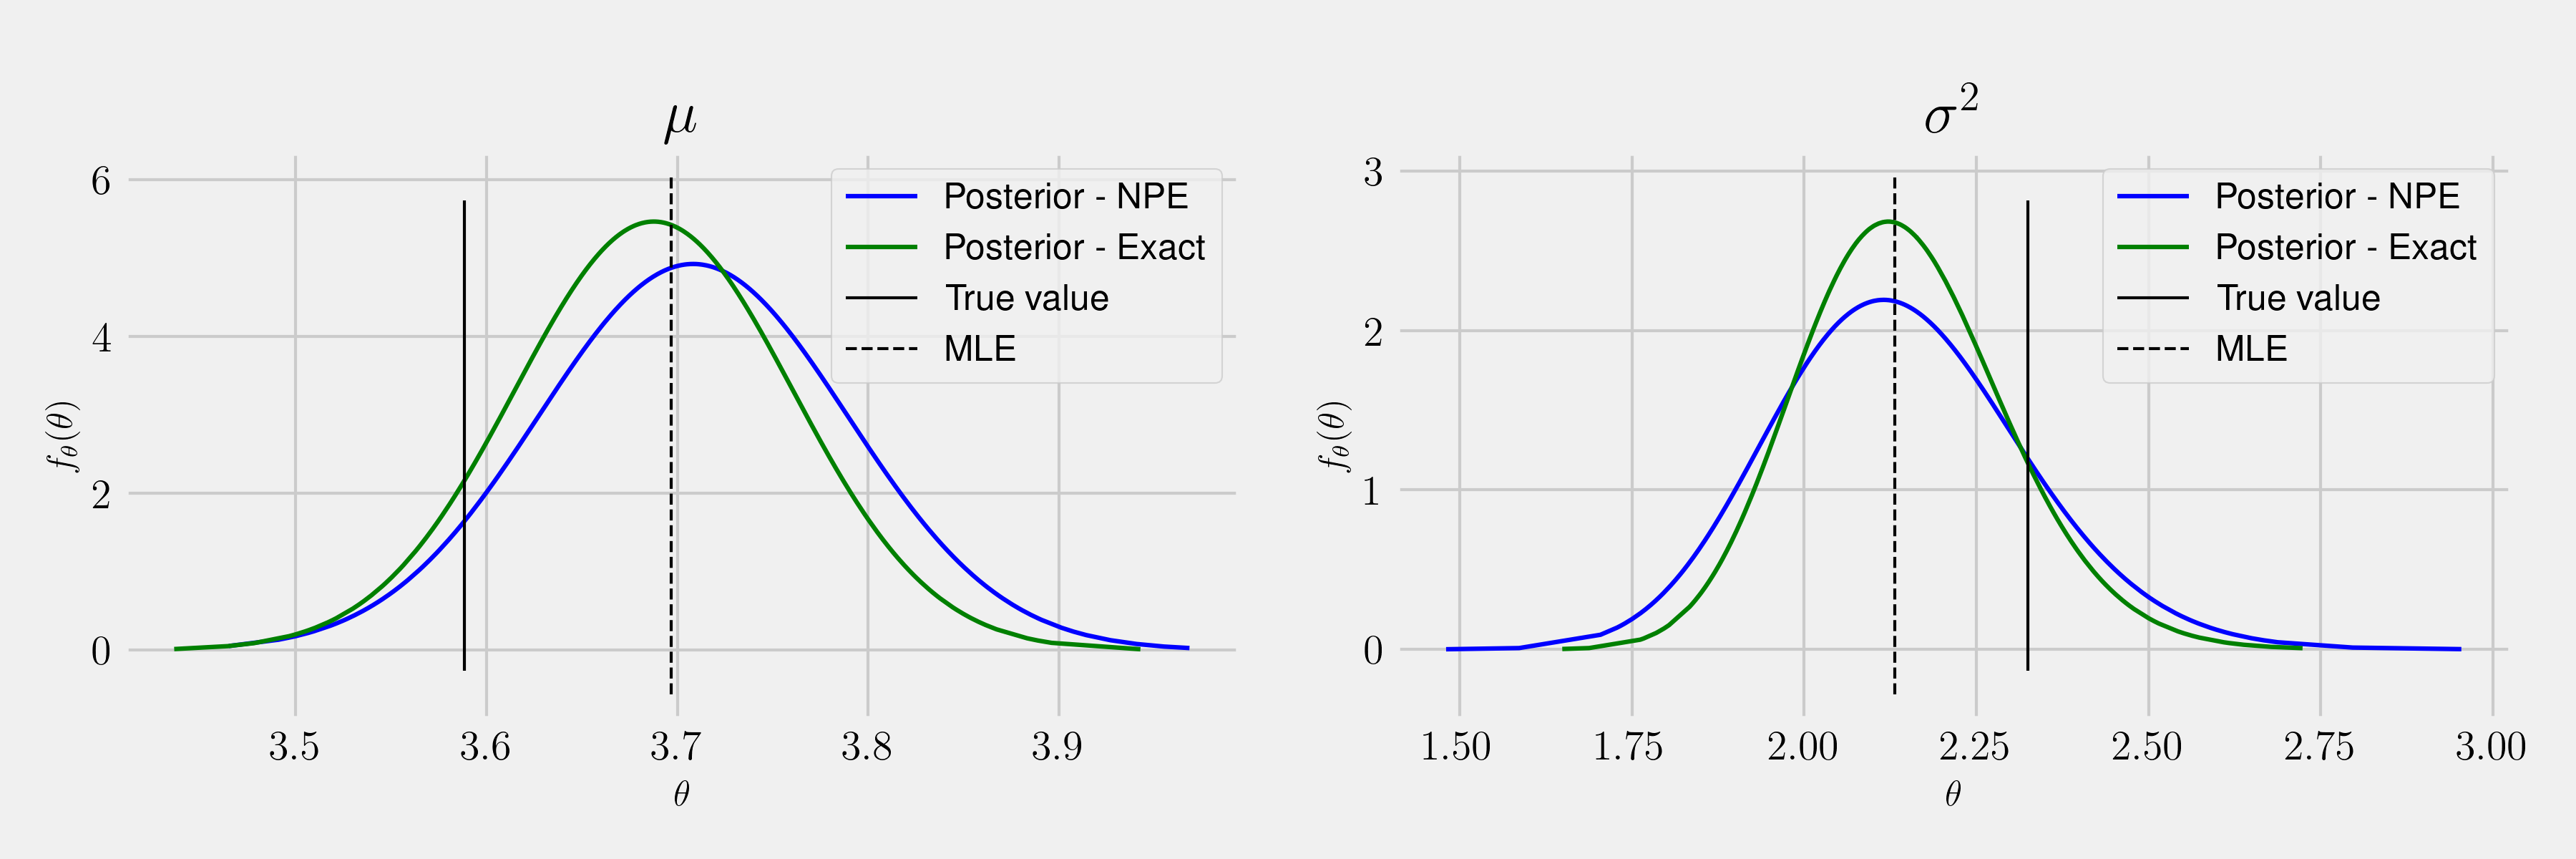 μ
6
4
2
0
f_θ(θ)
3.5 3.6 3.7 3.8 3.9
θ
Posterior - NPE
Posterior - Exact
True value
MLE
σ²
3
2
1
0
f_θ(θ)
1.50 1.75 2.00 2.25 2.50 2.75 3.00
θ
Posterior - NPE
Posterior - Exact
True value
MLE